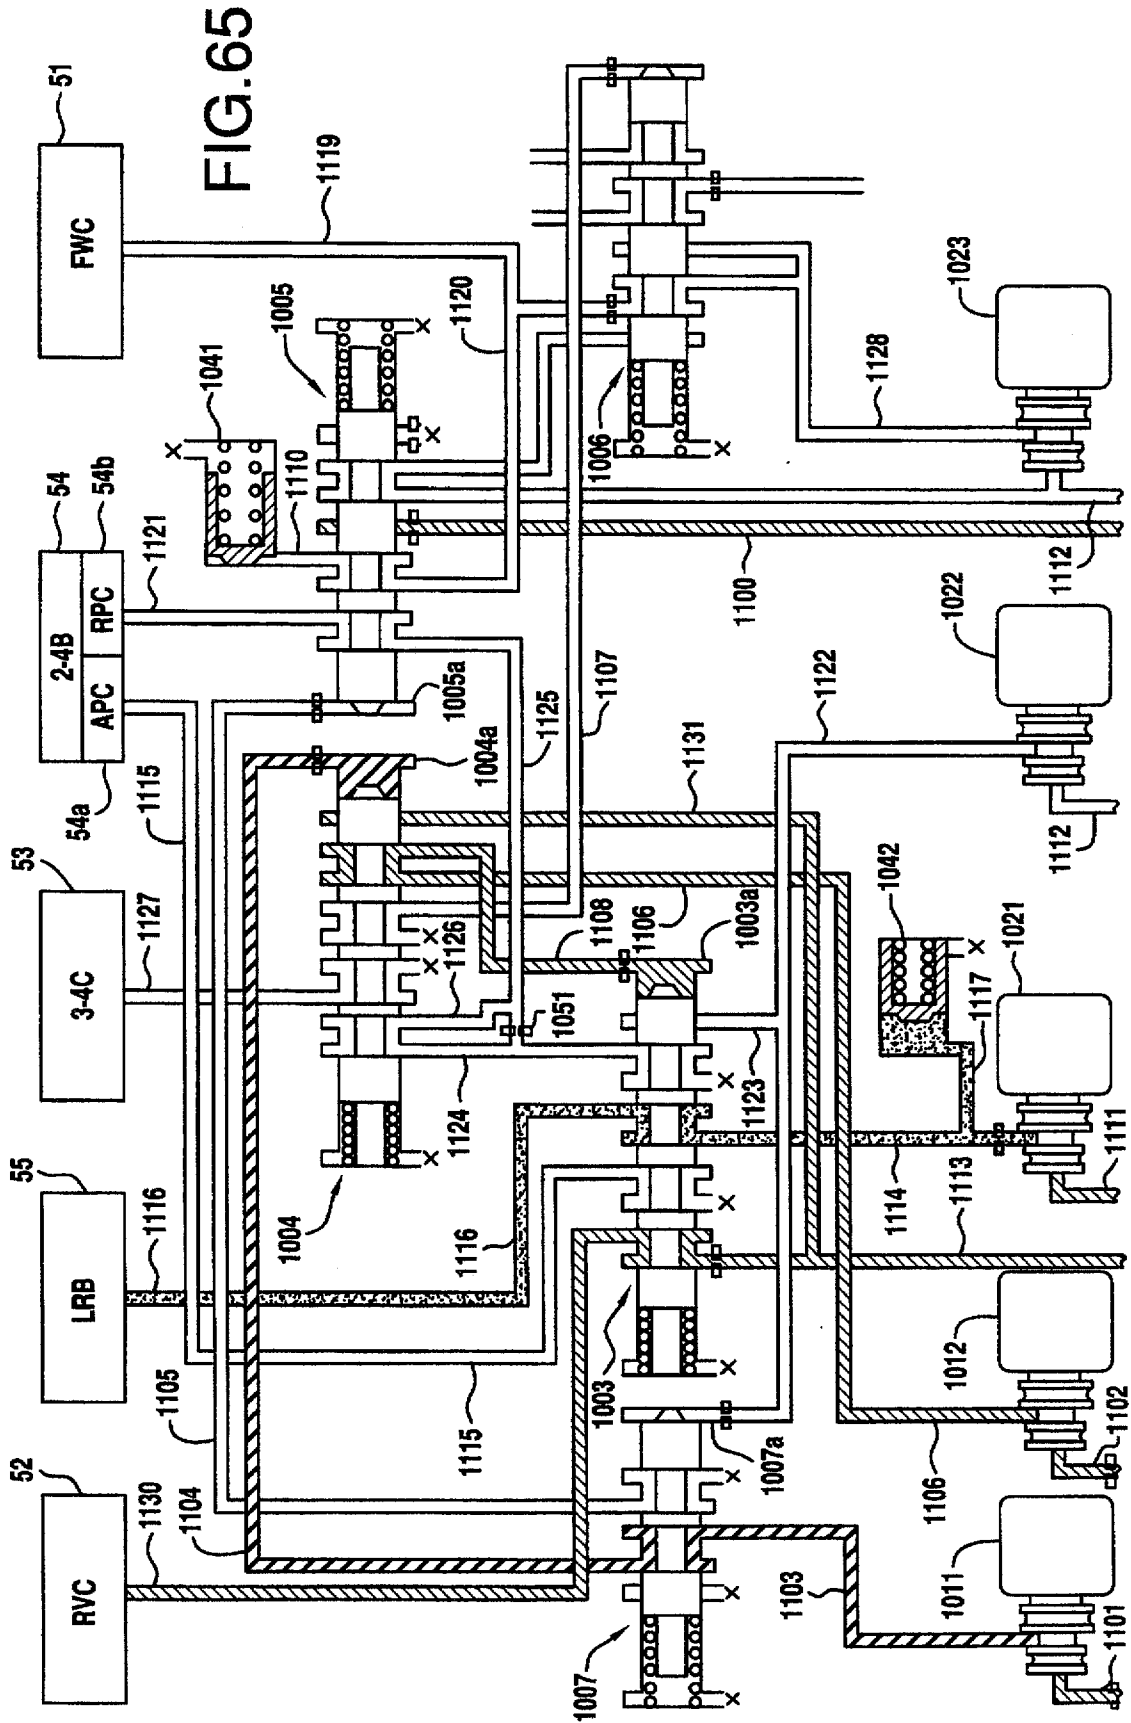 FIG.65
RVC
52
1130
LRB
55
1116
3-4C
53
1127
2-4B
APC
RPC
54
54a
54b
1115
1121
FWC
51
1119
1104
1105
1004
1004a
1041
1005
1005a
1110
1120
1116
1115
1124
1126
1125
1107
1108
1106
1051
1131
1100
1112
1006
1003
1003a
1123
1122
1007
1007a
1103
1106
1113
1114
1117
1042
1128
1011
1101
1012
1102
1021
1111
1022
1112
1023
X
X
X
X
X
X
X
X
X
X
X
X
X
X